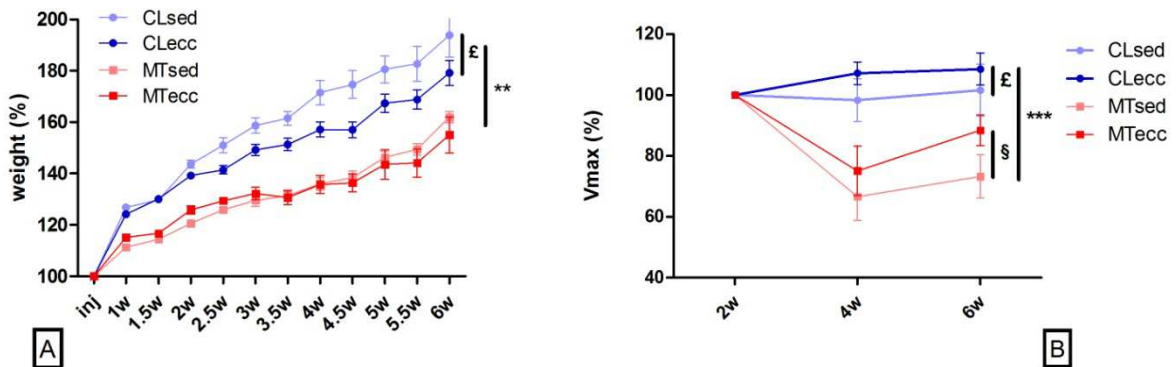 weight (%)
200
180
160
140
120
100
CLsed
CLecc
MTsed
MTecc
£
**
inj
1w
1.5w
2w
2.5w
3w
3.5w
4w
4.5w
5w
5.5w
6w
A
Vmax (%)
120
100
80
60
40
CLsed
CLecc
MTsed
MTecc
£
§
***
2w
4w
6w
B